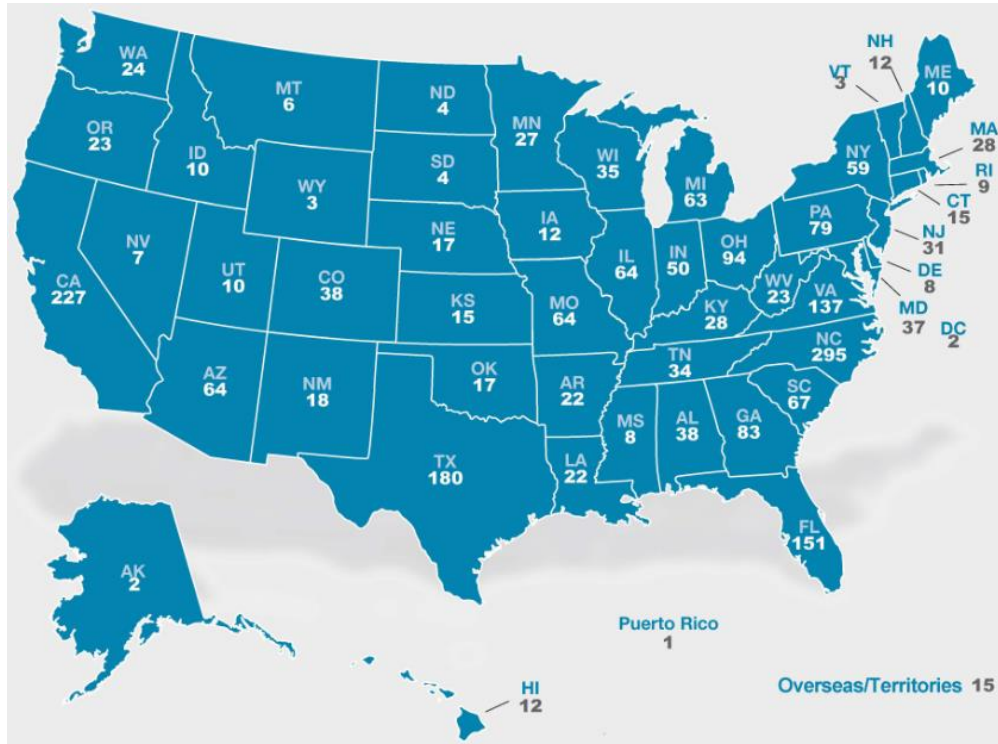 WA
24
MT
6
ND
4
MN
27
OR
23
ID
10
WY
3
SD
4
WI
35
MI
63
NY
59
VT
3
NH
12
ME
10
MA
28
RI
9
CT
15
NJ
31
PA
79
DE
8
MD
37
DC
2
NV
7
UT
10
CA
227
CO
38
NE
17
IA
12
IL
64
IN
50
OH
94
WV
23
VA
137
KS
15
MO
64
KY
28
NC
295
TN
34
SC
67
AZ
64
NM
18
OK
17
AR
22
MS
8
AL
38
GA
83
TX
180
LA
22
FL
151
AK
2
HI
12
Puerto Rico
1
Overseas/Territories 15